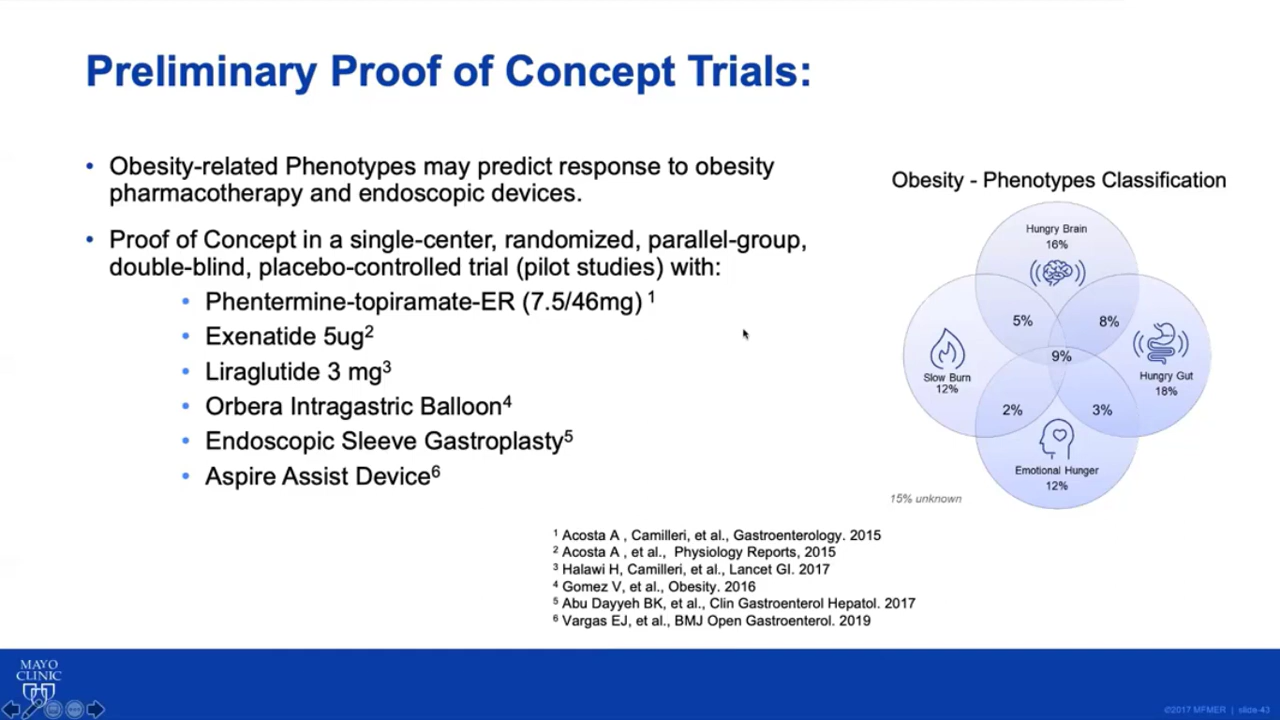 Preliminary Proof of Concept Trials:
• Obesity-related Phenotypes may predict response to obesity
pharmacotherapy and endoscopic devices.
• Proof of Concept in a single-center, randomized, parallel-group,
double-blind, placebo-controlled trial (pilot studies) with:
• Phentermine-topiramate-ER (7.5/46mg) 1
• Exenatide 5ug2
• Liraglutide 3 mg3
• Orbera Intragastric Balloon4
• Endoscopic Sleeve Gastroplasty5
• Aspire Assist Device6
Obesity - Phenotypes Classification
Hungry Brain
16%
5%
8%
9%
Slow Burn
12%
Hungry Gut
18%
2%
3%
Emotional Hunger
12%
15% unknown
1 Acosta A , Camilleri, et al., Gastroenterology. 2015
2 Acosta A , et al., Physiology Reports, 2015
3 Halawi H, Camilleri, et al., Lancet GI. 2017
4 Gomez V, et al., Obesity. 2016
5 Abu Dayyeh BK, et al., Clin Gastroenterol Hepatol. 2017
6 Vargas EJ, et al., BMJ Open Gastroenterol. 2019
MAYO
CLINIC
©2017 MFMER | slide-43